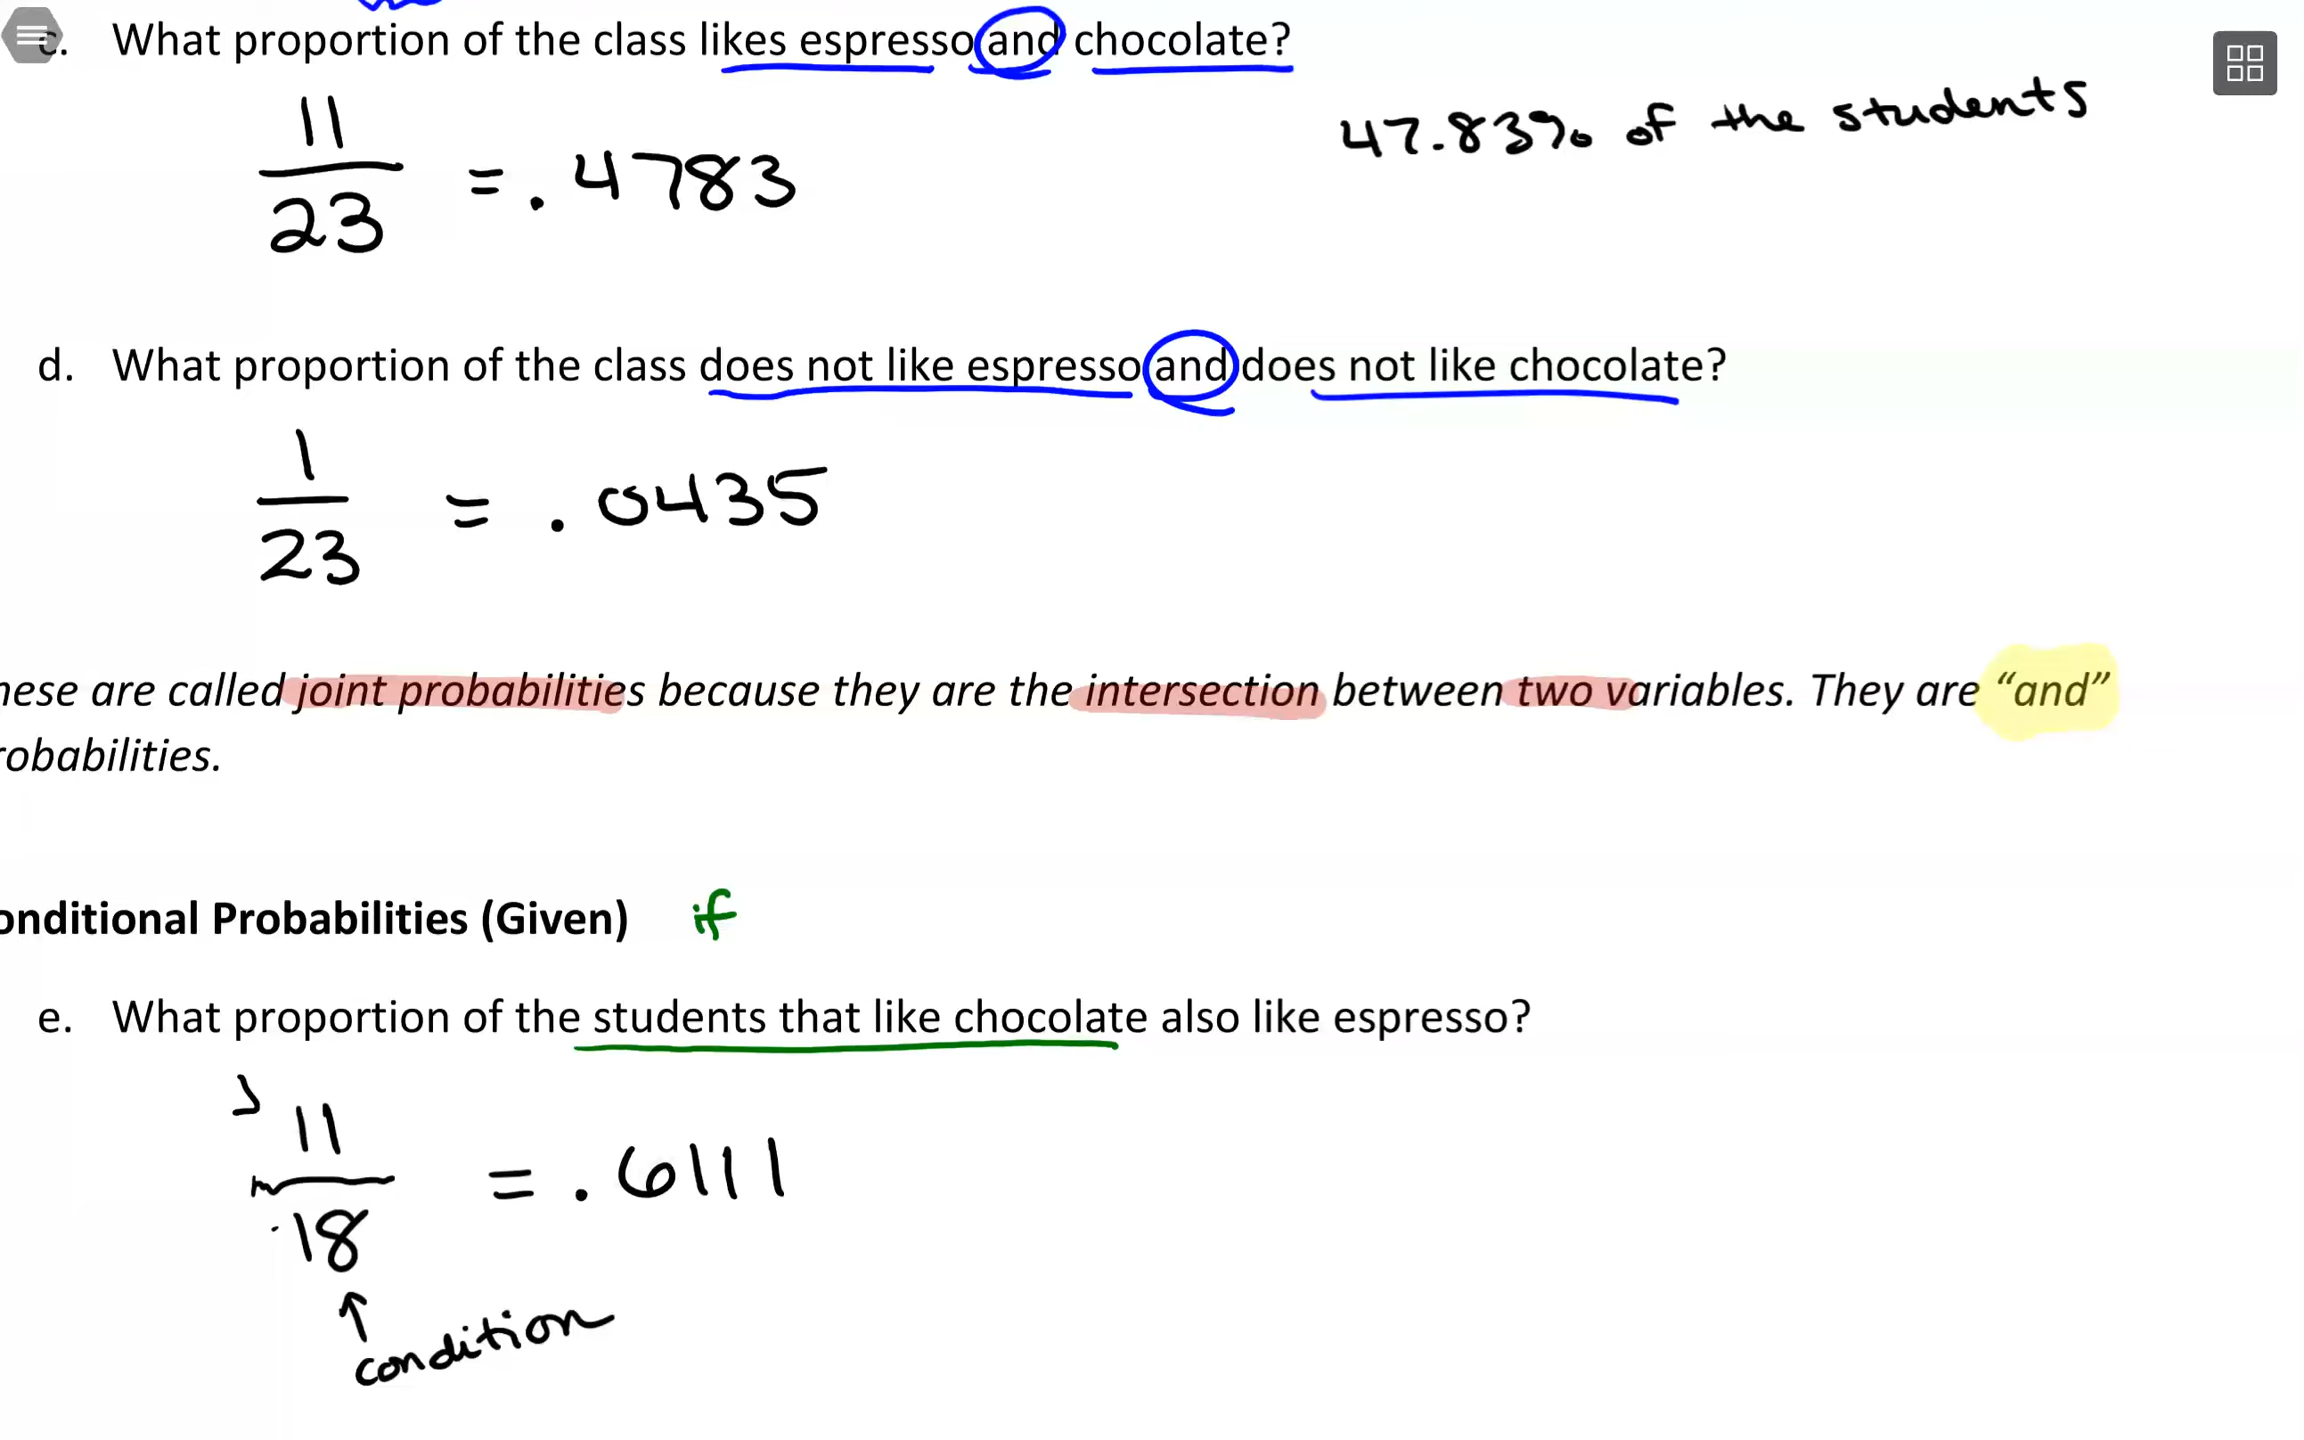 c. What proportion of the class likes espresso and chocolate?
47.83% of the students
11
23
= .4783
d. What proportion of the class does not like espresso and does not like chocolate?
1
23
= .0435
hese are called joint probabilities because they are the intersection between two variables. They are “and”
robabilities.
onditional Probabilities (Given) if
e. What proportion of the students that like chocolate also like espresso?
11
18
= .6111
↑
condition